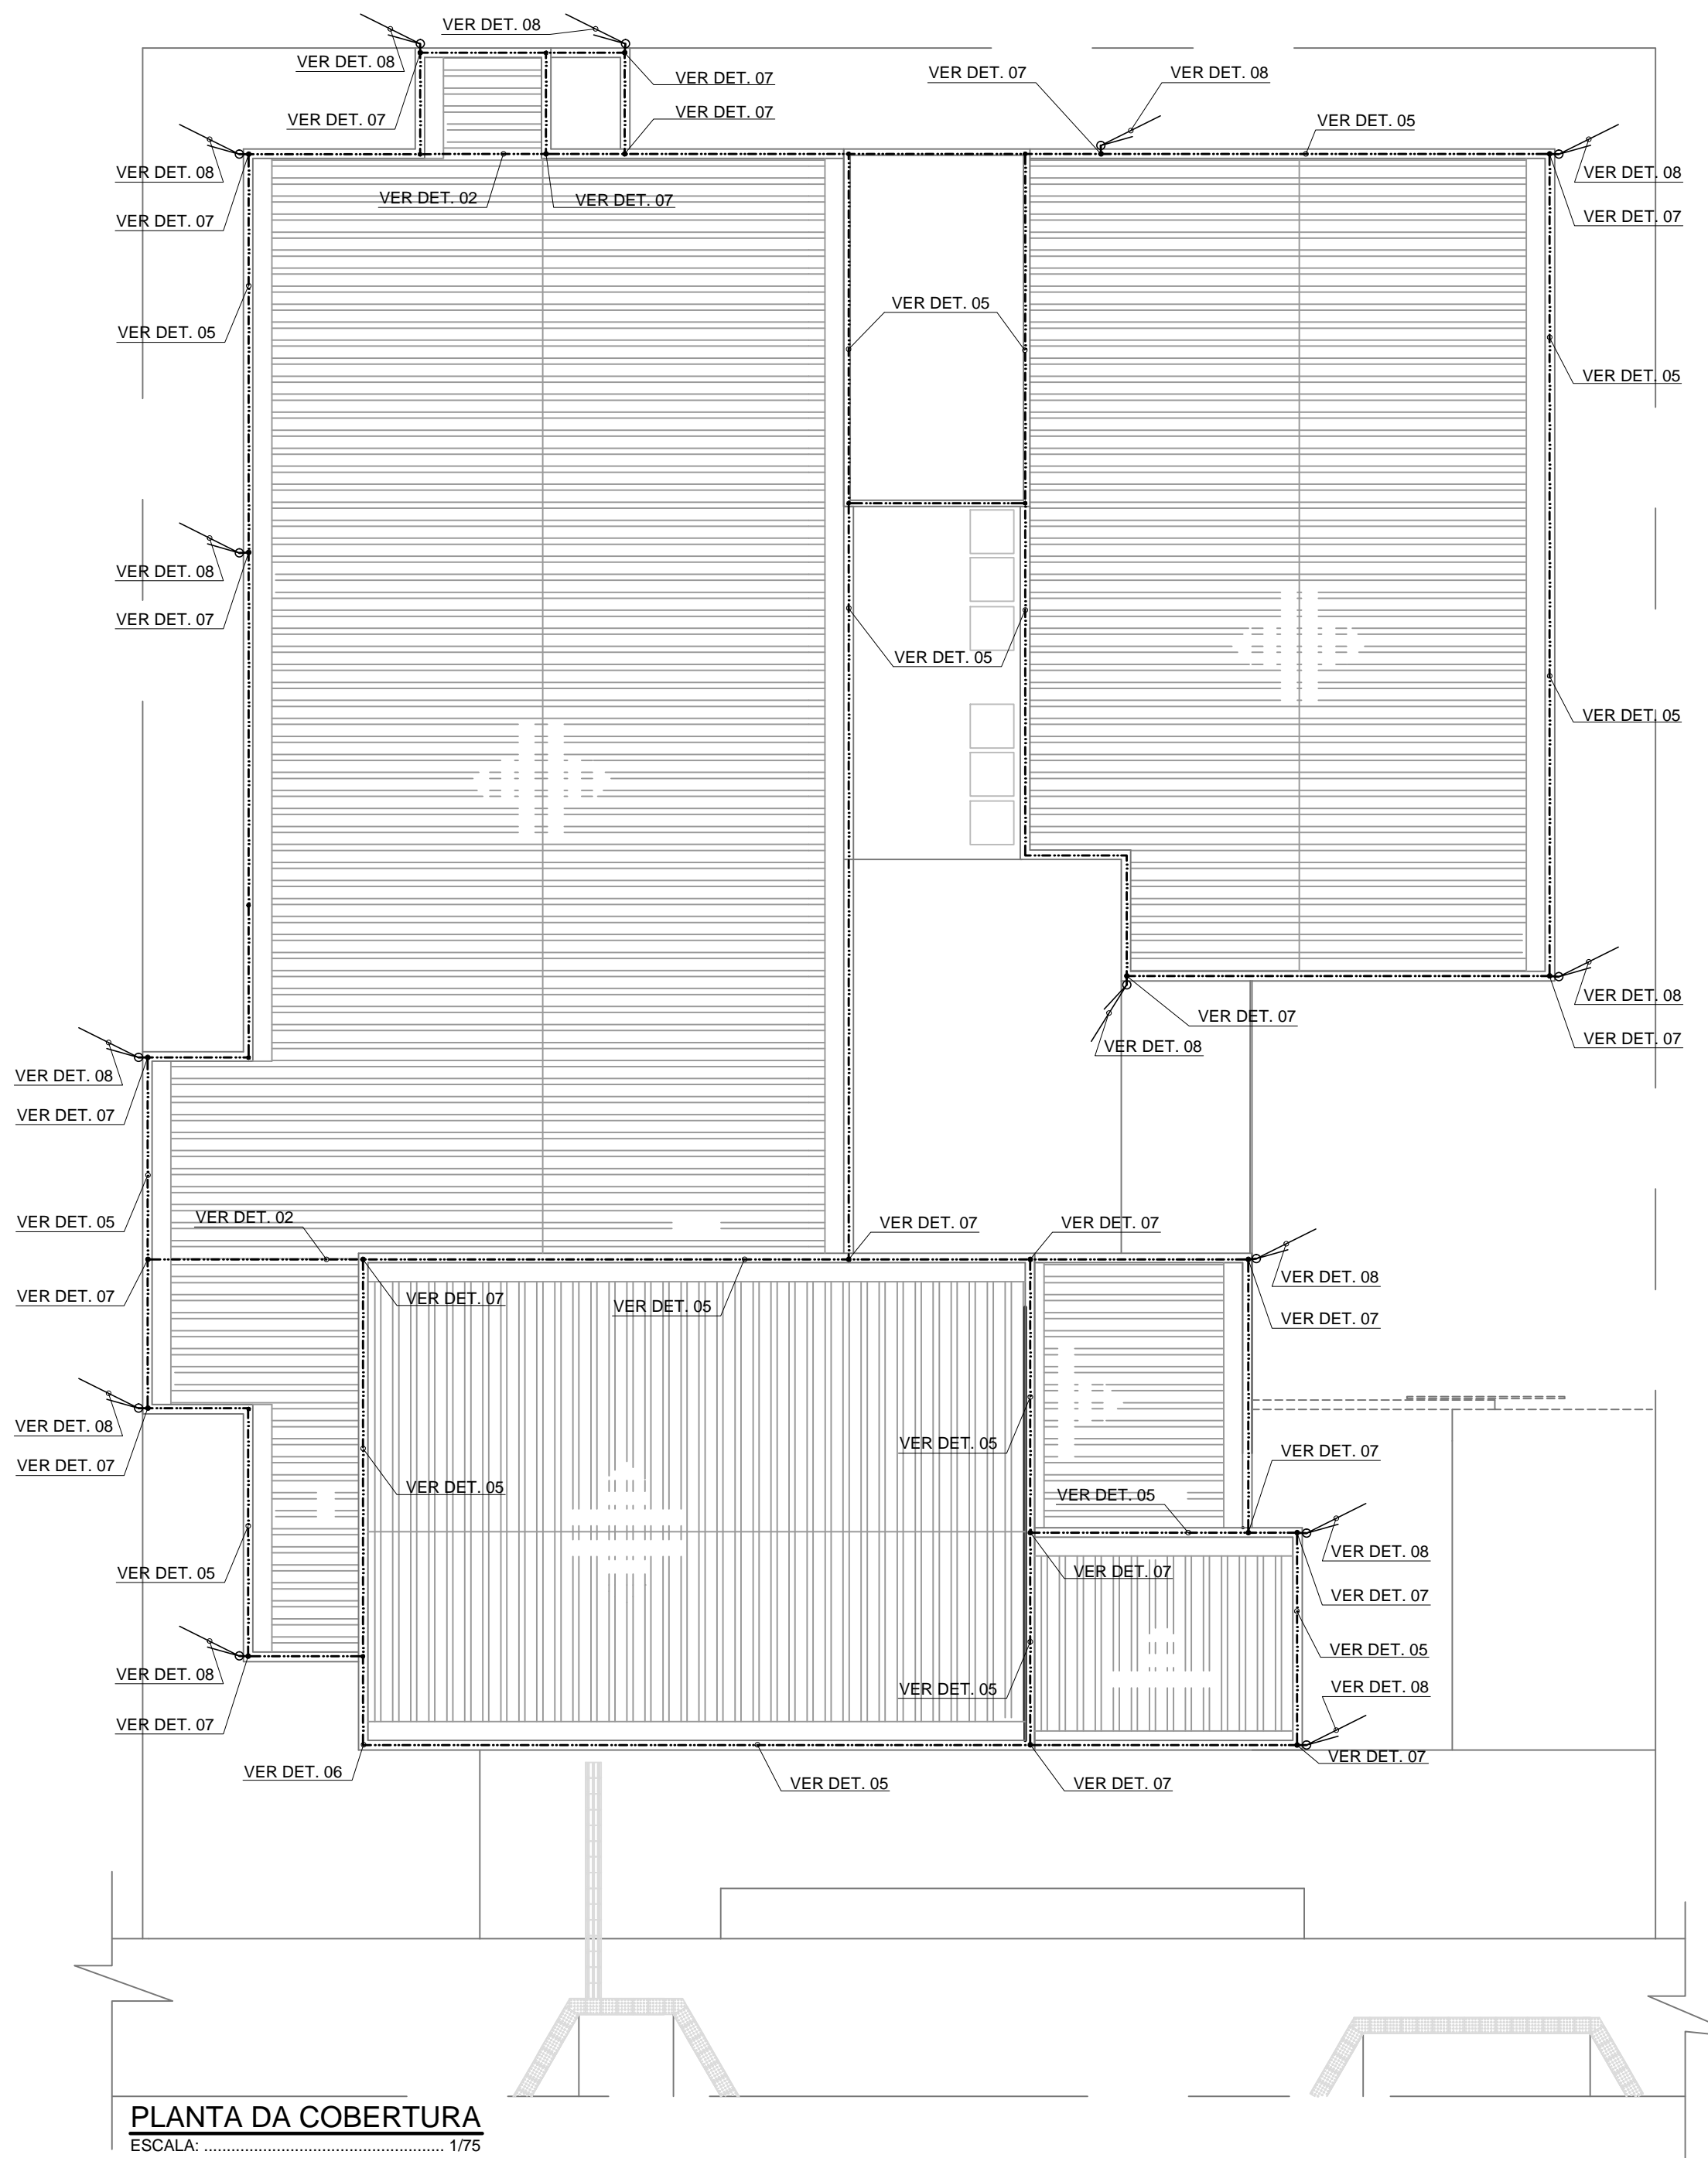 VER DET. 08
VER DET. 08
VER DET. 07
VER DET. 07
VER DET. 08
VER DET. 07
VER DET. 07
VER DET. 05
VER DET. 08
VER DET. 08
VER DET. 02
VER DET. 07
VER DET. 07
VER DET. 07
VER DET. 05
VER DET. 05
VER DET. 05
VER DET. 08
VER DET. 07
VER DET. 05
VER DET. 05
VER DET. 08
VER DET. 07
VER DET. 07
VER DET. 08
VER DET. 08
VER DET. 07
VER DET. 05
VER DET. 02
VER DET. 07
VER DET. 07
VER DET. 08
VER DET. 07
VER DET. 07
VER DET. 05
VER DET. 07
VER DET. 08
VER DET. 05
VER DET. 07
VER DET. 07
VER DET. 05
VER DET. 05
VER DET. 08
VER DET. 05
VER DET. 07
VER DET. 07
VER DET. 05
VER DET. 08
VER DET. 05
VER DET. 08
VER DET. 07
VER DET. 07
VER DET. 06
VER DET. 05
VER DET. 07
PLANTA DA COBERTURA
ESCALA: ..................................................... 1/75